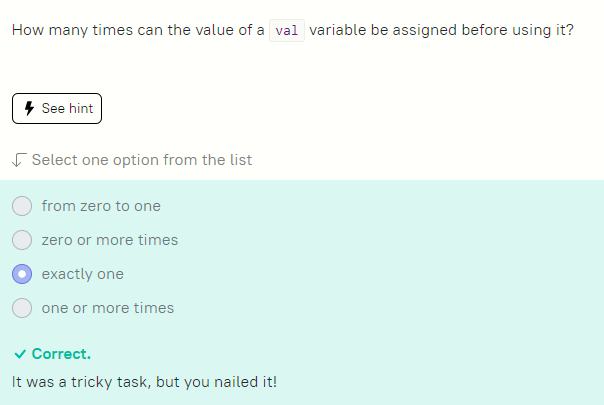 How many times can the value of a val variable be assigned before using it?
See hint
Select one option from the list
from zero to one
zero or more times
exactly one
one or more times
Correct.
It was a tricky task, but you nailed it!